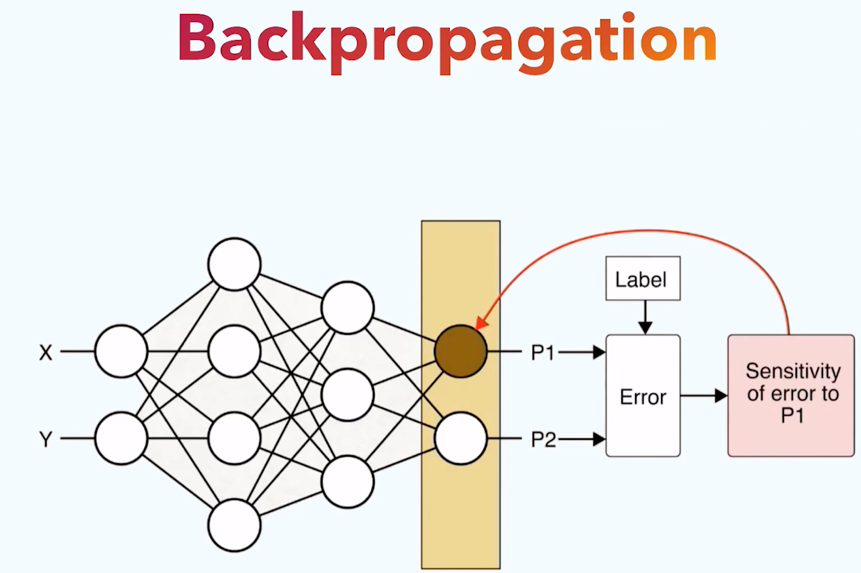 Backpropagation
Label
X
P1
Y
P2
Error
Sensitivity
of error to
P1